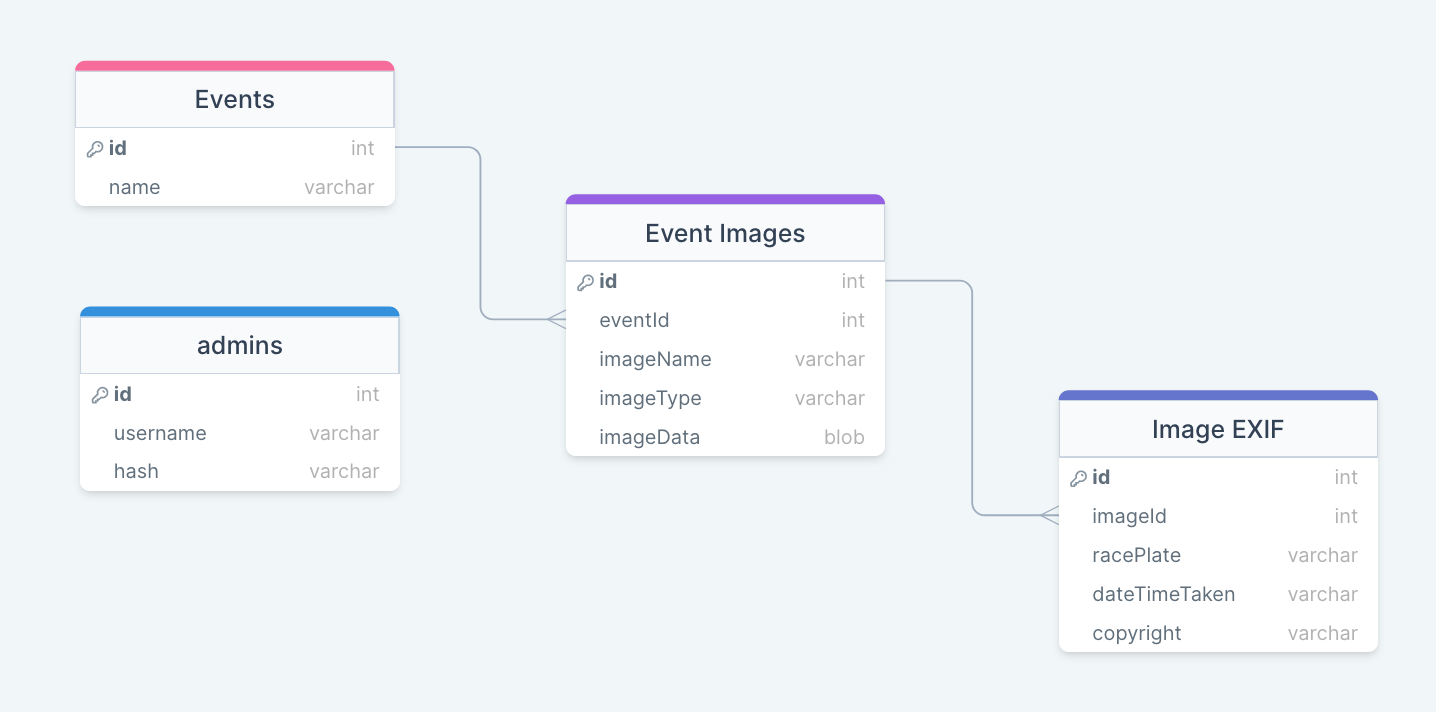 Events
id int
name varchar
admins
id int
username varchar
hash varchar
Event Images
id int
eventId int
imageName varchar
imageType varchar
imageData blob
Image EXIF
id int
imageId int
racePlate varchar
dateTimeTaken varchar
copyright varchar